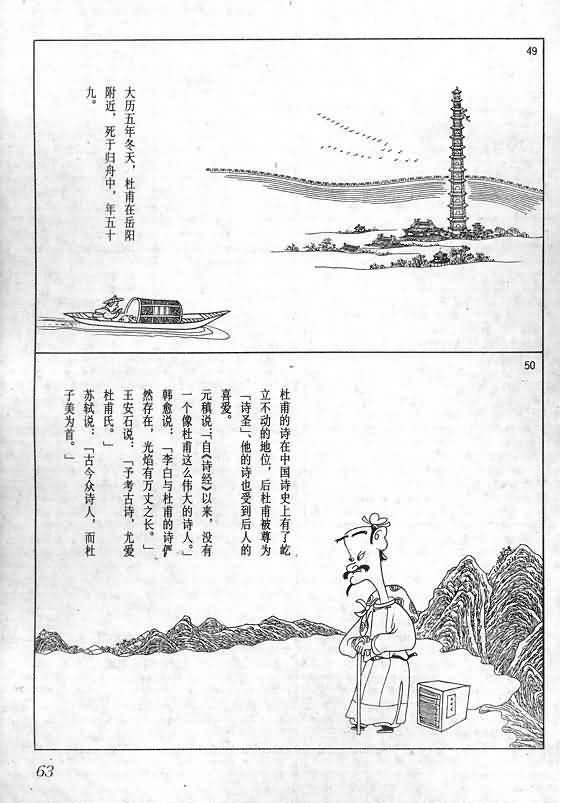 49
大历五年冬天，杜甫在岳阳
附近，死于归舟中，年五十
九。
50
杜甫的诗在中国诗史上有了屹
立不动的地位，后杜甫被尊为
「诗圣」、他的诗也受到后人的
喜爱。
元稹说：「自《诗经》以来，没有
一个像杜甫这么伟大的诗人。」
韩愈说：「李白与杜甫的诗俨
然存在，光焰有万丈之长。」
王安石说：「予考古诗，尤爱
杜甫氏。」
苏轼说：「古今众诗人，而杜
子美为首。」
63